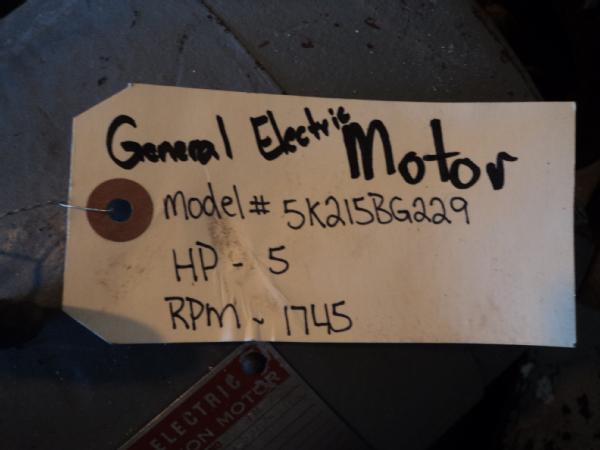 General Electric Motor
Model# 5K215BG229
HP - 5
RPM - 1745
ELECTRIC
ON MOTOR